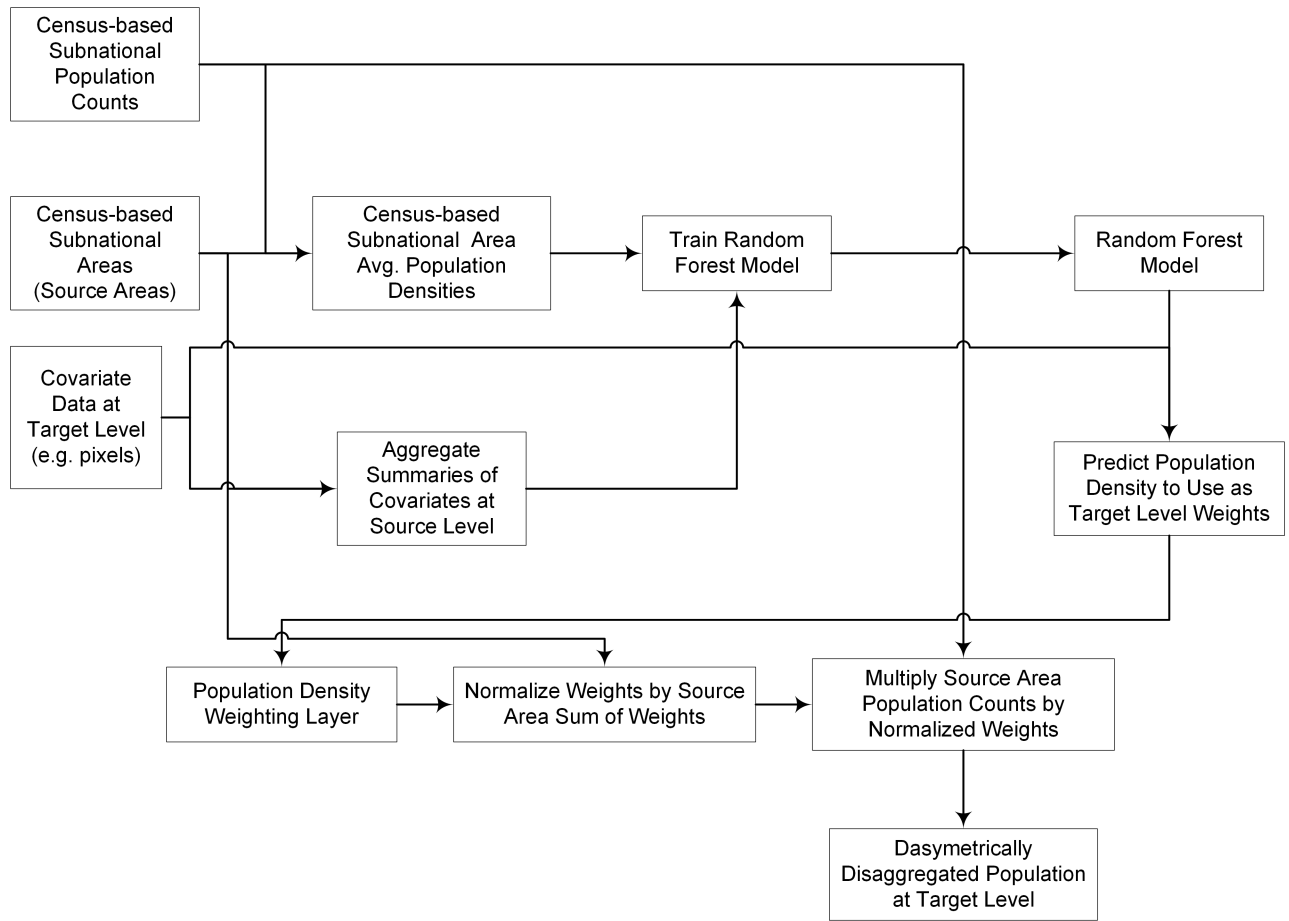 Census-based
Subnational
Population
Counts
Census-based
Subnational
Areas
(Source Areas)
Census-based
Subnational Area
Avg. Population
Densities
Train Random
Forest Model
Random Forest
Model
Covariate
Data at
Target Level
(e.g. pixels)
Aggregate
Summaries of
Covariates at
Source Level
Predict Population
Density to Use as
Target Level Weights
Population Density
Weighting Layer
Normalize Weights by Source
Area Sum of Weights
Multiply Source Area
Population Counts by
Normalized Weights
Dasymetrically
Disaggregated Population
at Target Level